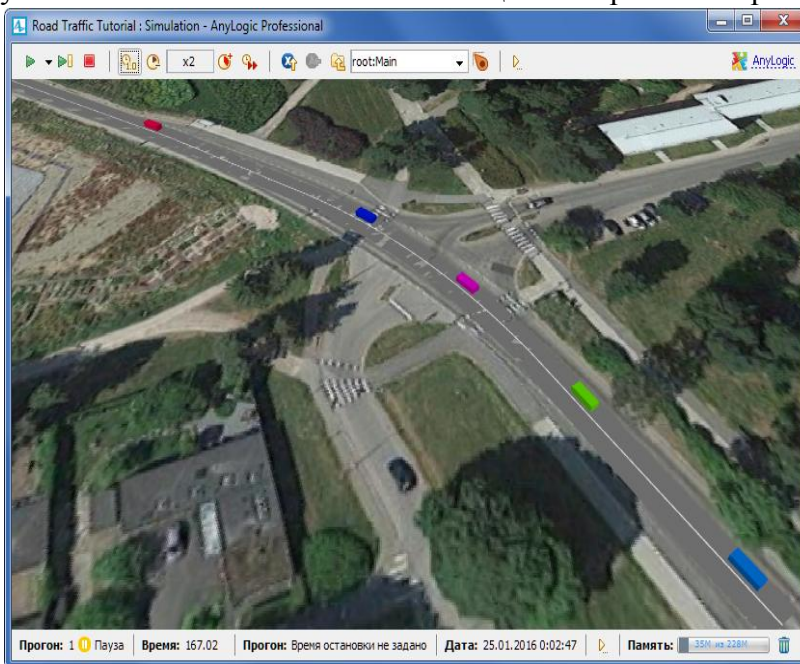 Road Traffic Tutorial : Simulation - AnyLogic Professional
x2
root:Main
AnyLogic
Прогон: 1 Пауза Время: 167.02 Прогон: Время остановки не задано Дата: 25.01.2016 0:02:47 Память: 35M из 228M